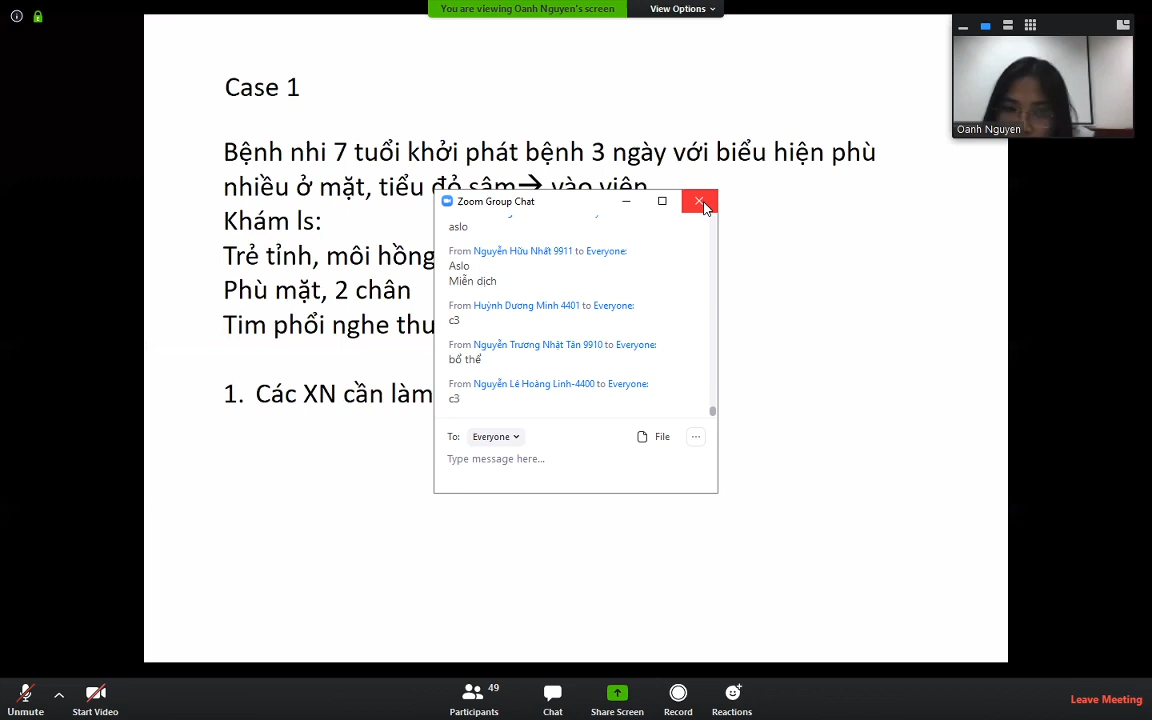 You are viewing Oanh Nguyen's screen
View Options
Oanh Nguyen
Case 1
Bệnh nhi 7 tuổi khởi phát bệnh 3 ngày với biểu hiện phù
nhiều ở mặt, tiểu đỏ sậm→ vào viện
Khám ls:
Trẻ tỉnh, môi hồng
Phù mặt, 2 chân
Tim phổi nghe
1. Các XN cần làm
Zoom Group Chat
aslo
From Nguyễn Hữu Nhất 9911 to Everyone:
Aslo
Miễn dịch
From Huỳnh Dương Minh 4401 to Everyone:
c3
From Nguyễn Trương Nhật Tân 9910 to Everyone:
bổ thể
From Nguyễn Lê Hoàng Linh-4400 to Everyone:
c3
To: Everyone
File
Type message here...
Unmute
Start Video
49
Participants
Chat
Share Screen
Record
Reactions
Leave Meeting